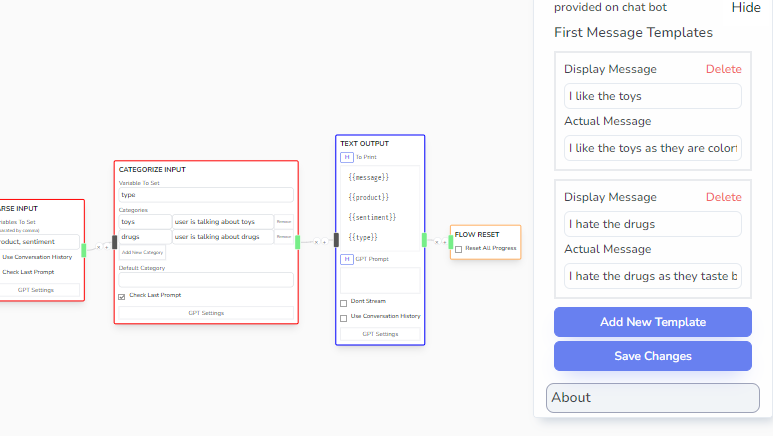 ARSE INPUT
riables To Set
arated by comma)
roduct, sentiment
Use Conversation History
Check Last Prompt
GPT Settings
CATEGORIZE INPUT
Variable To Set
type
Categories
toys
user is talking about toys
Remove
drugs
user is talking about drugs
Remove
Add New Category
Default Category
Check Last Prompt
GPT Settings
TEXT OUTPUT
H
To Print
{{message}}
{{product}}
{{sentiment}}
{{type}}
H
GPT Prompt
Dont Stream
Use Conversation History
GPT Settings
FLOW RESET
Reset All Progress
provided on chat bot
Hide
First Message Templates
Display Message
Delete
I like the toys
Actual Message
I like the toys as they are color
Display Message
Delete
I hate the drugs
Actual Message
I hate the drugs as they taste b
Add New Template
Save Changes
About